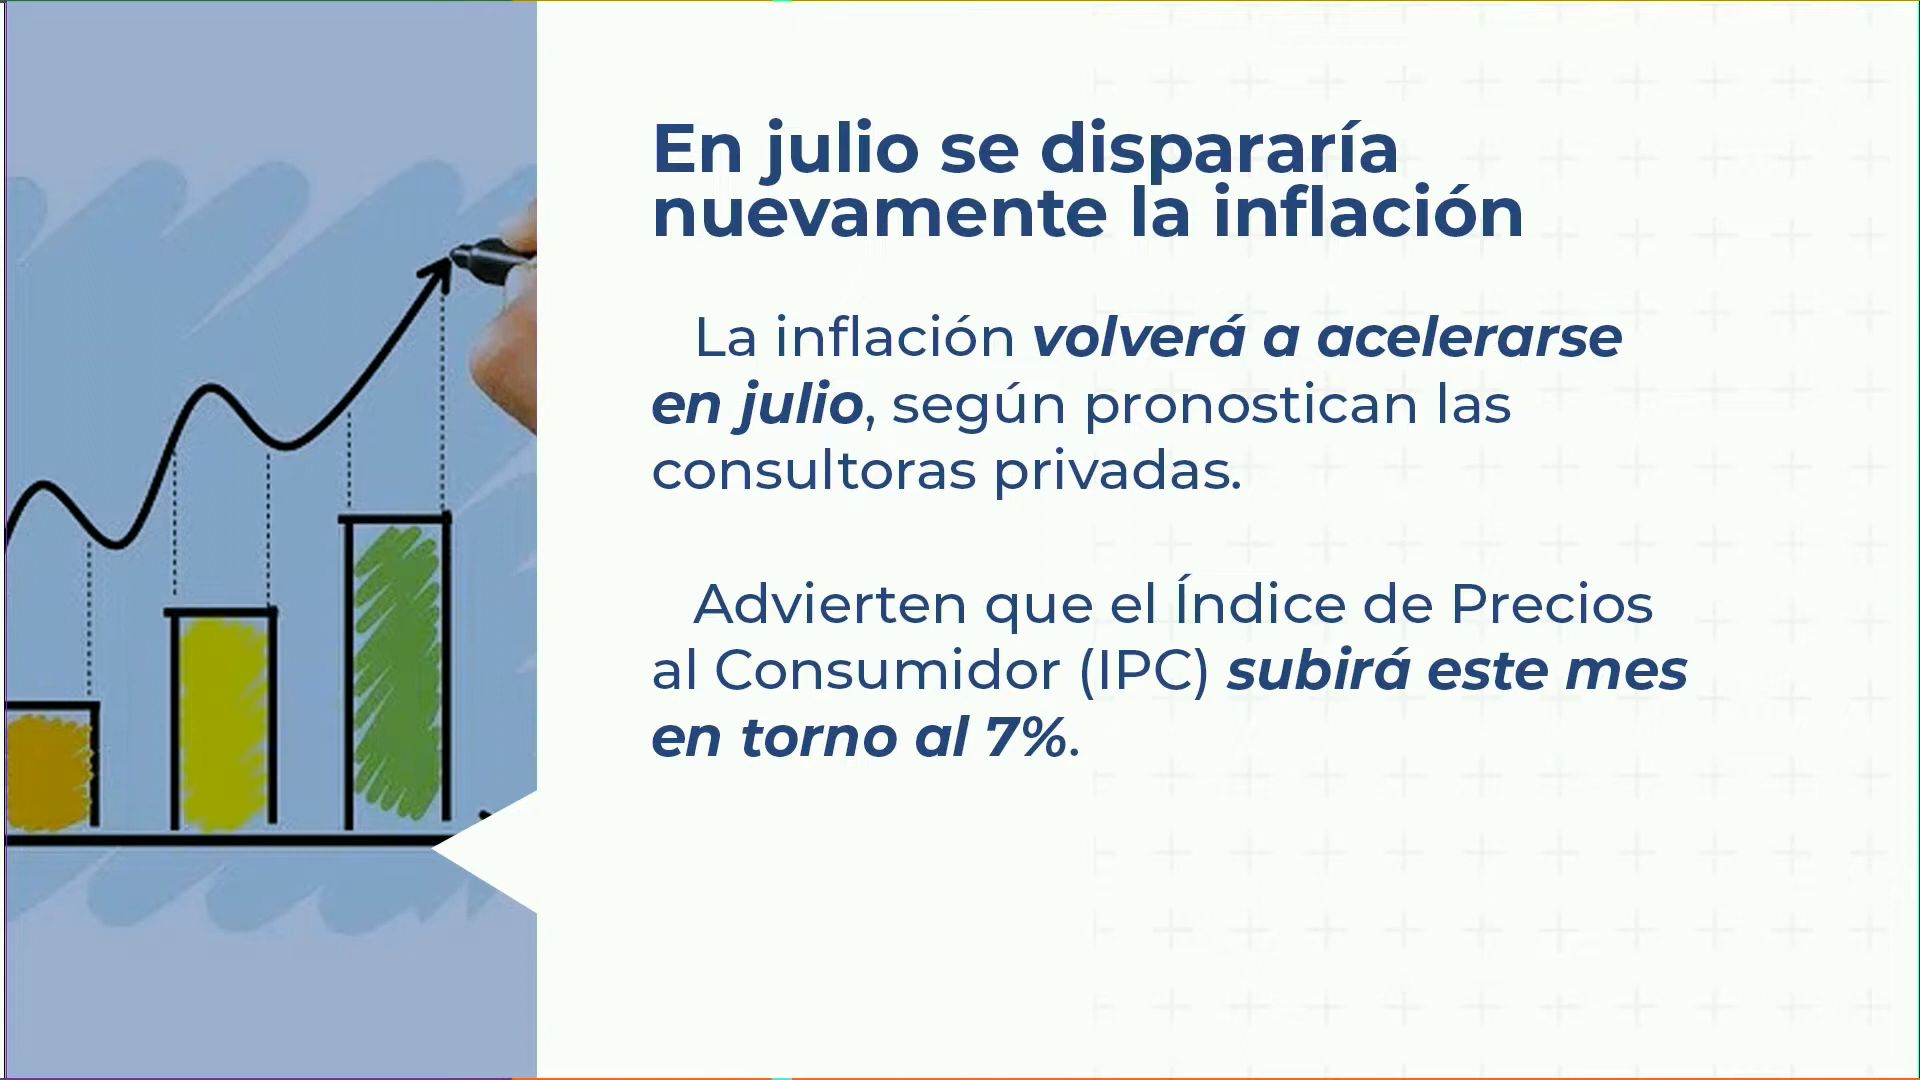 En julio se dispararía
nuevamente la inflación
La inflación volverá a acelerarse
en julio, según pronostican las
consultoras privadas.
Advierten que el Índice de Precios
al Consumidor (IPC) subirá este mes
en torno al 7%.